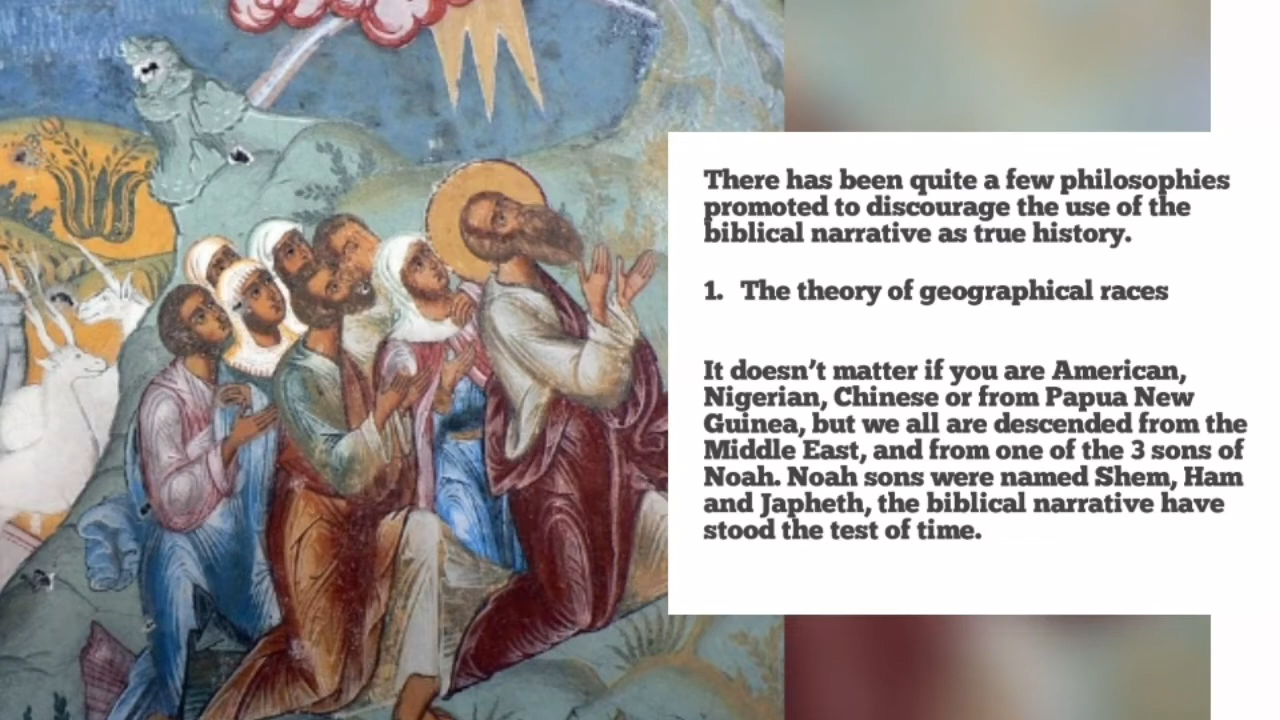 There has been quite a few philosophies
promoted to discourage the use of the
biblical narrative as true history.
1. The theory of geographical races
It doesn’t matter if you are American,
Nigerian, Chinese or from Papua New
Guinea, but we all are descended from the
Middle East, and from one of the 3 sons of
Noah. Noah sons were named Shem, Ham
and Japheth, the biblical narrative have
stood the test of time.